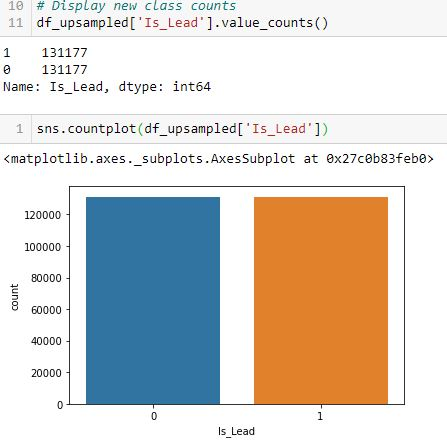 10 # Display new class counts
11 df_upsampled['Is_Lead'].value_counts()
1 131177
0 131177
Name: Is_Lead, dtype: int64
1 sns.countplot(df_upsampled['Is_Lead'])
<matplotlib.axes._subplots.AxesSubplot at 0x27c0b83feb0>
120000
100000
80000
60000
40000
20000
0
count
0 1
Is_Lead